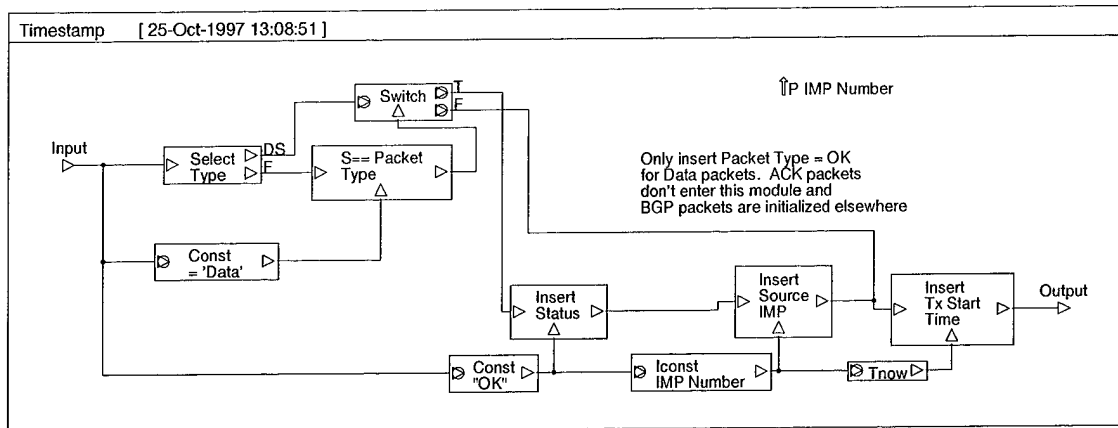 Timestamp [ 25-Oct-1997 13:08:51 ]
⇑P IMP Number
Switch
T
F
Input
Select
Type
DS
F
S== Packet
Type
Only insert Packet Type = OK
for Data packets. ACK packets
don't enter this module and
BGP packets are initialized elsewhere
Const
= 'Data'
Insert
Status
Insert
Source
IMP
Insert
Tx Start
Time
Output
Const
"OK"
Iconst
IMP Number
Tnow